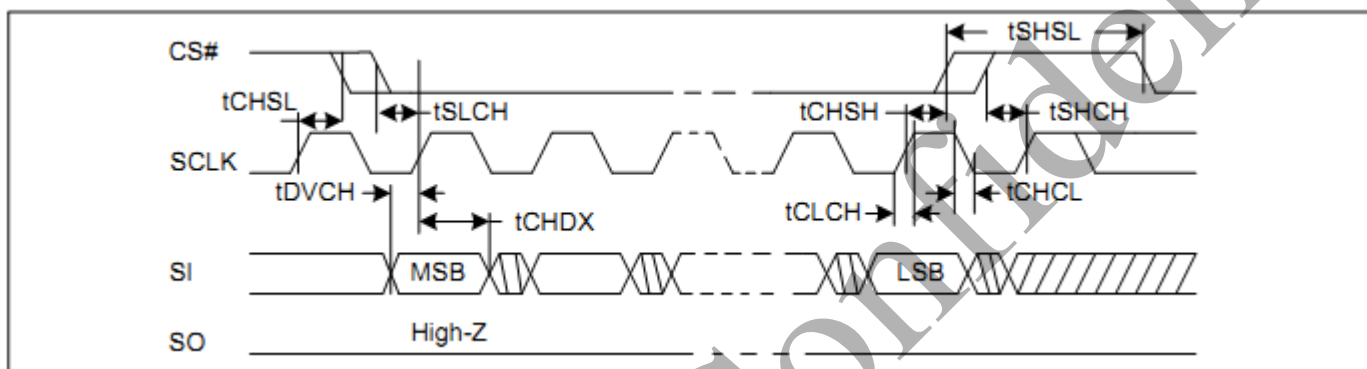 CS#
tSHSL
tCHSL
tSLCH
tCHSH
tSHCH
SCLK
tDVCH
tCHDX
tCLCH
tCHCL
SI
MSB
LSB
SO
High-Z